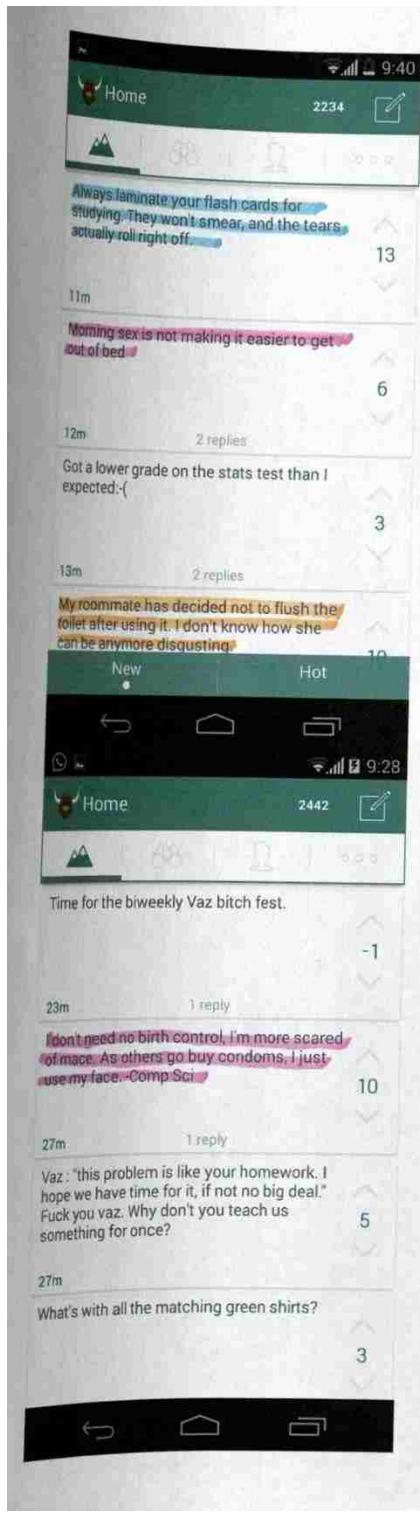 9:40
Home 2234
Always laminate your flash cards for
studying. They won't smear, and the tears
actually roll right off.
13
11m
Morning sex is not making it easier to get
out of bed
6
12m 2 replies
Got a lower grade on the stats test than I
expected:-(
3
13m 2 replies
My roommate has decided not to flush the
toilet after using it. I don't know how she
can be anymore disgusting.
New Hot
9:28
Home 2442
Time for the biweekly Vaz bitch fest.
-1
23m 1 reply
I don't need no birth control, I'm more scared
of mace. As others go buy condoms, I just
use my face. -Comp Sci
10
27m 1 reply
Vaz : "this problem is like your homework. I
hope we have time for it, if not no big deal."
Fuck you vaz. Why don't you teach us
something for once?
5
27m
What's with all the matching green shirts?
3